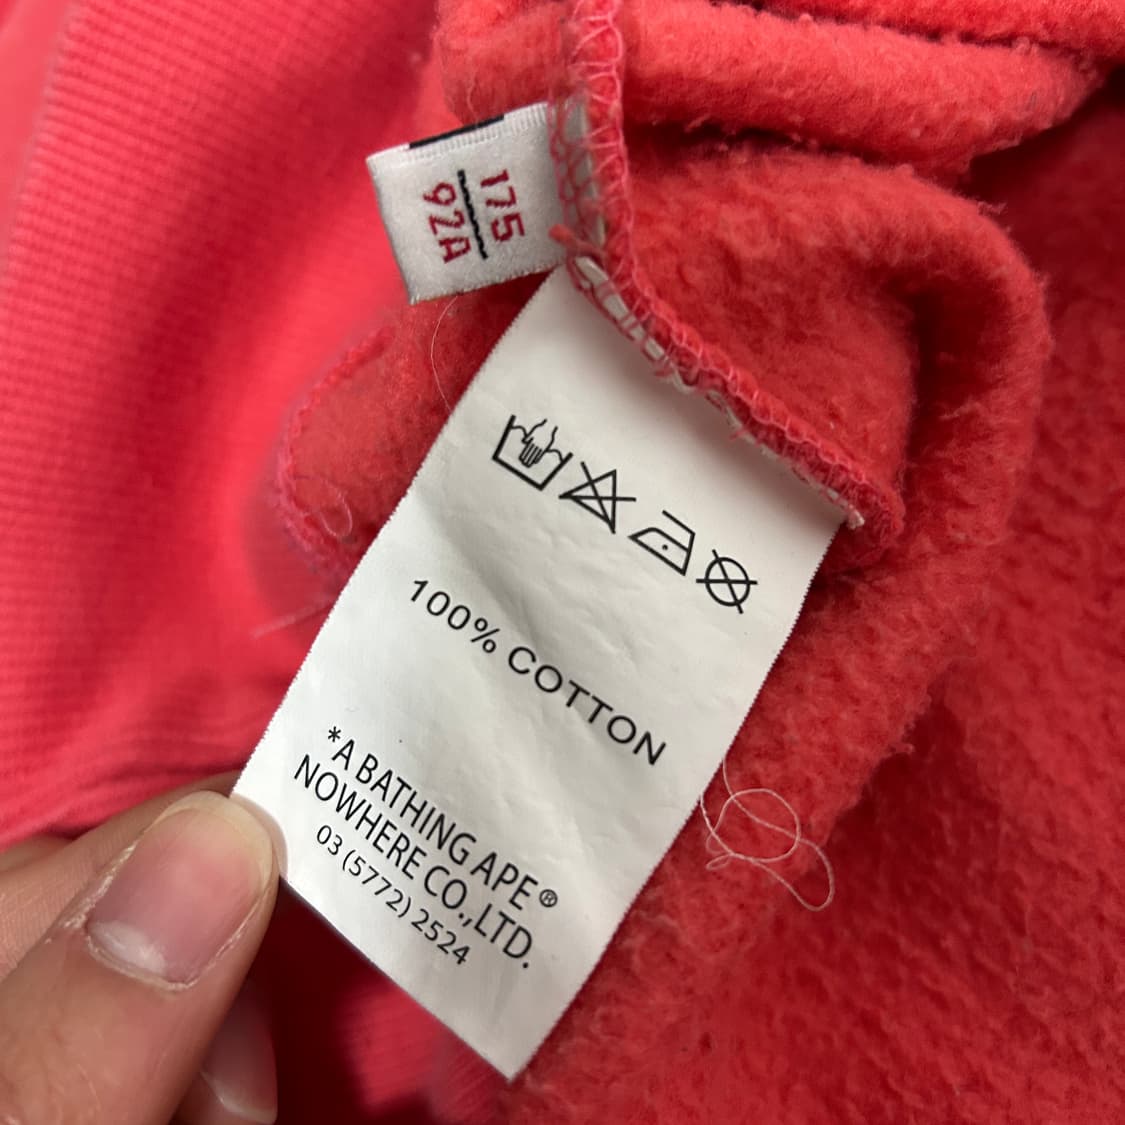 175
92A
100% COTTON
*A BATHING APE®
NOWHERE CO.,LTD.
03 (5772) 2524